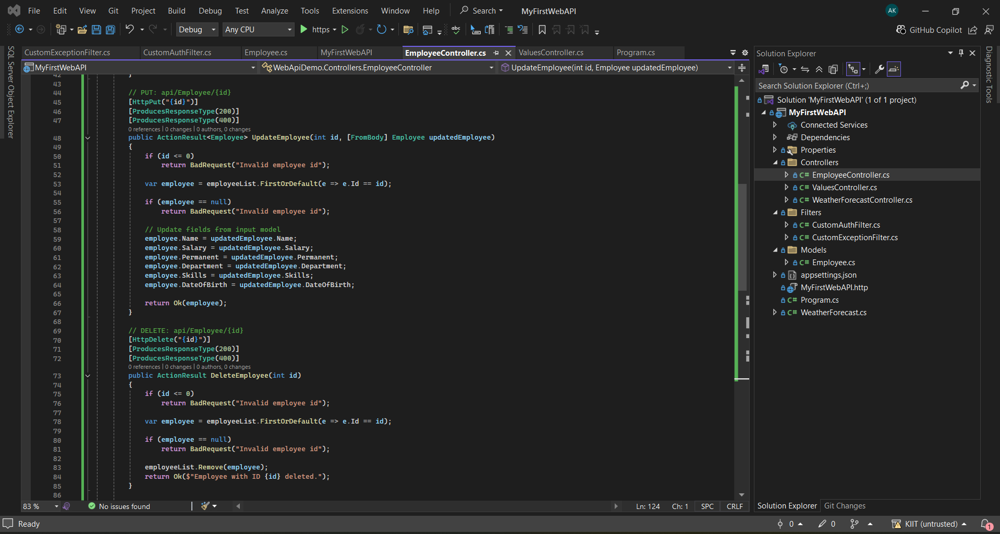 File Edit View Git Project Build Debug Test Analyze Tools Extensions Window Help Search MyFirstWebAPI AK
Debug Any CPU https abc GitHub Copilot
SQL Server Object Explorer
CustomExceptionFilter.cs CustomAuthFilter.cs Employee.cs MyFirstWebAPI EmployeeController.cs ValuesController.cs Program.cs
MyFirstWebAPI WebApiDemo.Controllers.EmployeeController UpdateEmployee(int id, Employee updatedEmployee)
42 }
43
44 // PUT: api/Employee/{id}
45 [HttpPut("{id}")]
46 [ProducesResponseType(200)]
47 [ProducesResponseType(400)]
0 references | 0 changes | 0 authors, 0 changes
48 public ActionResult<Employee> UpdateEmployee(int id, [FromBody] Employee updatedEmployee)
49 {
50 if (id <= 0)
51 return BadRequest("Invalid employee id");
52
53 var employee = employeeList.FirstOrDefault(e => e.Id == id);
54
55 if (employee == null)
56 return BadRequest("Invalid employee id");
57
58 // Update fields from input model
59 employee.Name = updatedEmployee.Name;
60 employee.Salary = updatedEmployee.Salary;
61 employee.Permanent = updatedEmployee.Permanent;
62 employee.Department = updatedEmployee.Department;
63 employee.Skills = updatedEmployee.Skills;
64 employee.DateOfBirth = updatedEmployee.DateOfBirth;
65
66 return Ok(employee);
67 }
68
69 // DELETE: api/Employee/{id}
70 [HttpDelete("{id}")]
71 [ProducesResponseType(200)]
72 [ProducesResponseType(400)]
0 references | 0 changes | 0 authors, 0 changes
73 public ActionResult DeleteEmployee(int id)
74 {
75 if (id <= 0)
76 return BadRequest("Invalid employee id");
77
78 var employee = employeeList.FirstOrDefault(e => e.Id == id);
79
80 if (employee == null)
81 return BadRequest("Invalid employee id");
82
83 employeeList.Remove(employee);
84 return Ok($"Employee with ID {id} deleted.");
85 }
86
83 % No issues found Ln: 124 Ch: 1 SPC CRLF
Solution Explorer
Search Solution Explorer (Ctrl+;)
Solution 'MyFirstWebAPI' (1 of 1 project)
MyFirstWebAPI
Connected Services
Dependencies
Properties
Controllers
C# EmployeeController.cs
C# ValuesController.cs
C# WeatherForecastController.cs
Filters
C# CustomAuthFilter.cs
C# CustomExceptionFilter.cs
Models
C# Employee.cs
appsettings.json
MyFirstWebAPI.http
C# Program.cs
C# WeatherForecast.cs
Solution Explorer Git Changes
Diagnostic Tools
Ready 0 0 KIIT (untrusted) 1